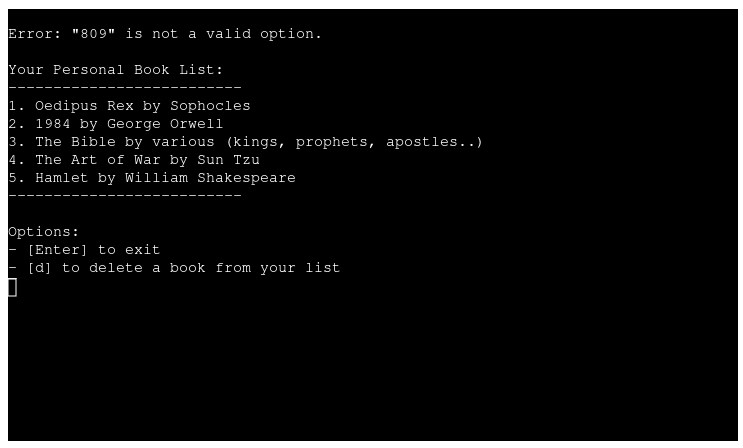 Error: "809" is not a valid option.
Your Personal Book List:
--------------------------
1. Oedipus Rex by Sophocles
2. 1984 by George Orwell
3. The Bible by various (kings, prophets, apostles..)
4. The Art of War by Sun Tzu
5. Hamlet by William Shakespeare
--------------------------
Options:
- [Enter] to exit
- [d] to delete a book from your list